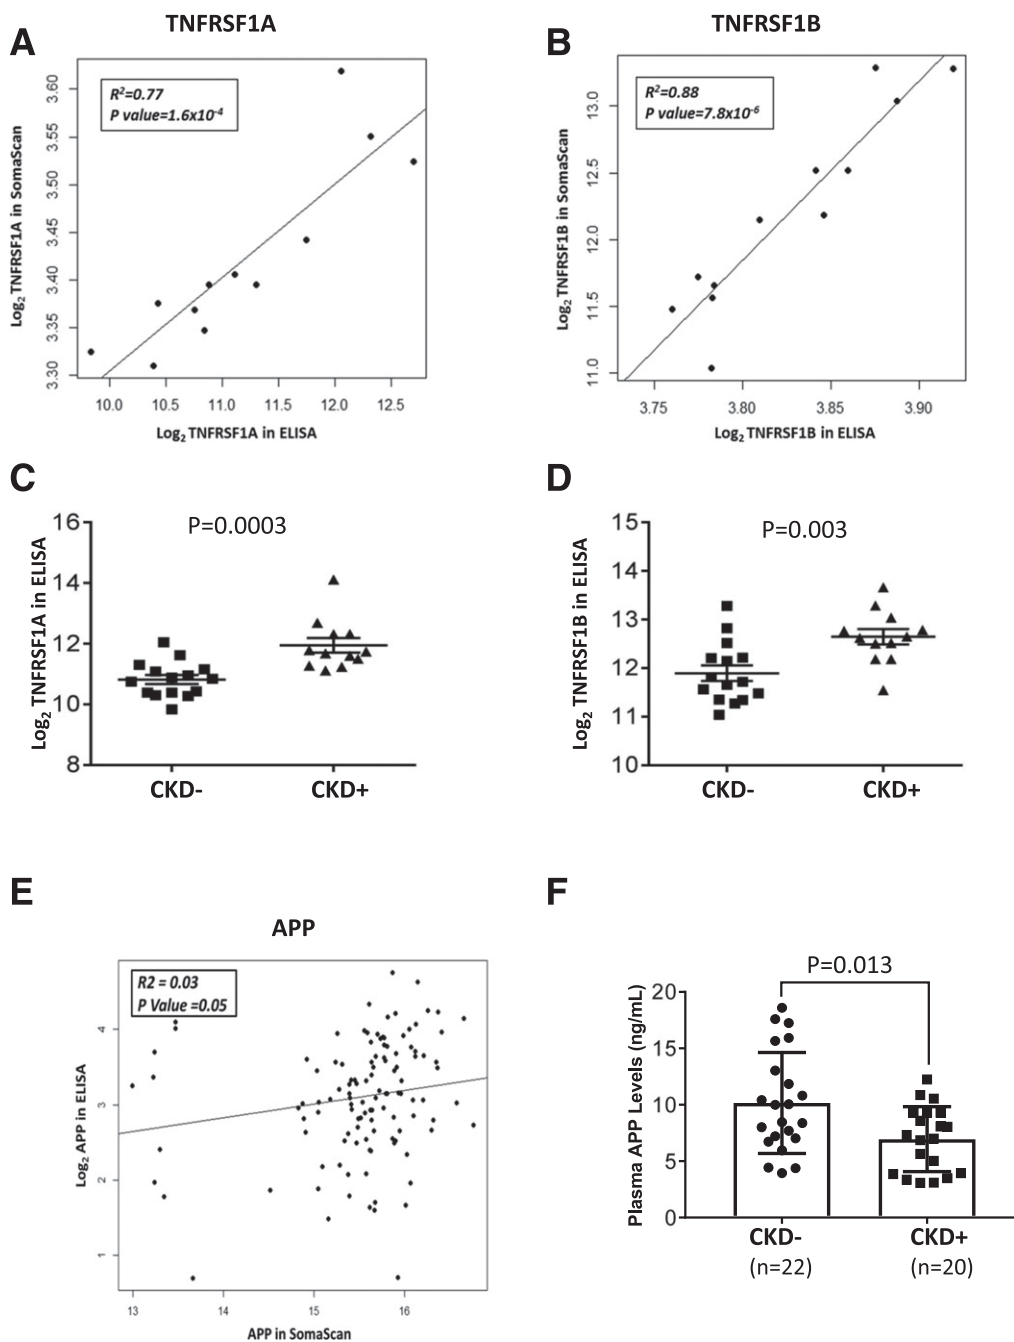 A
TNFRSF1A
R²=0.77
P value=1.6x10⁻⁴
Log₂ TNFRSF1A in SomaScan
3.60
3.55
3.50
3.45
3.40
3.35
3.30
10.0 10.5 11.0 11.5 12.0 12.5
Log₂ TNFRSF1A in ELISA
B
TNFRSF1B
R²=0.88
P value=7.8x10⁻⁶
Log₂ TNFRSF1B in SomaScan
13.0
12.5
12.0
11.5
11.0
3.75 3.80 3.85 3.90
Log₂ TNFRSF1B in ELISA
C
P=0.0003
Log₂ TNFRSF1A in ELISA
16
14
12
10
8
CKD- CKD+
D
P=0.003
Log₂ TNFRSF1B in ELISA
15
14
13
12
11
10
CKD- CKD+
E
APP
R2 = 0.03
P Value =0.05
Log₂ APP in ELISA
4
3
2
1
13 14 15 16
APP in SomaScan
F
P=0.013
Plasma APP Levels (ng/mL)
20
15
10
5
0
CKD- CKD+
(n=22) (n=20)